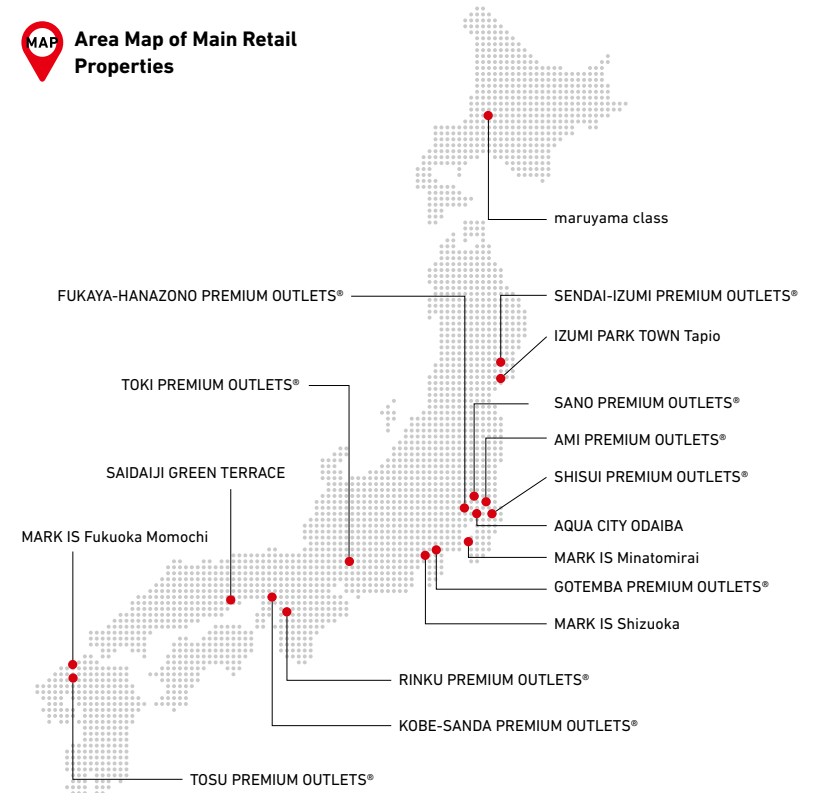 MAP
Area Map of Main Retail
Properties
maruyama class
FUKAYA-HANAZONO PREMIUM OUTLETS®
SENDAI-IZUMI PREMIUM OUTLETS®
IZUMI PARK TOWN Tapio
TOKI PREMIUM OUTLETS®
SANO PREMIUM OUTLETS®
AMI PREMIUM OUTLETS®
SAIDAIJI GREEN TERRACE
SHISUI PREMIUM OUTLETS®
AQUA CITY ODAIBA
MARK IS Fukuoka Momochi
MARK IS Minatomirai
GOTEMBA PREMIUM OUTLETS®
MARK IS Shizuoka
RINKU PREMIUM OUTLETS®
KOBE-SANDA PREMIUM OUTLETS®
TOSU PREMIUM OUTLETS®